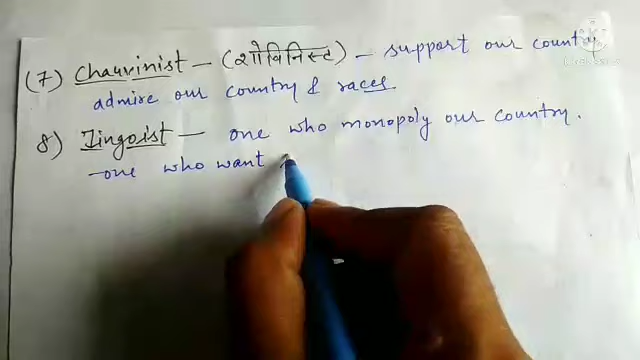 (7) Chauvinist – (शोविनिस्ट) – support our country
admire our country & races
8) Jingoist – one who monopoly our country.
-one who want